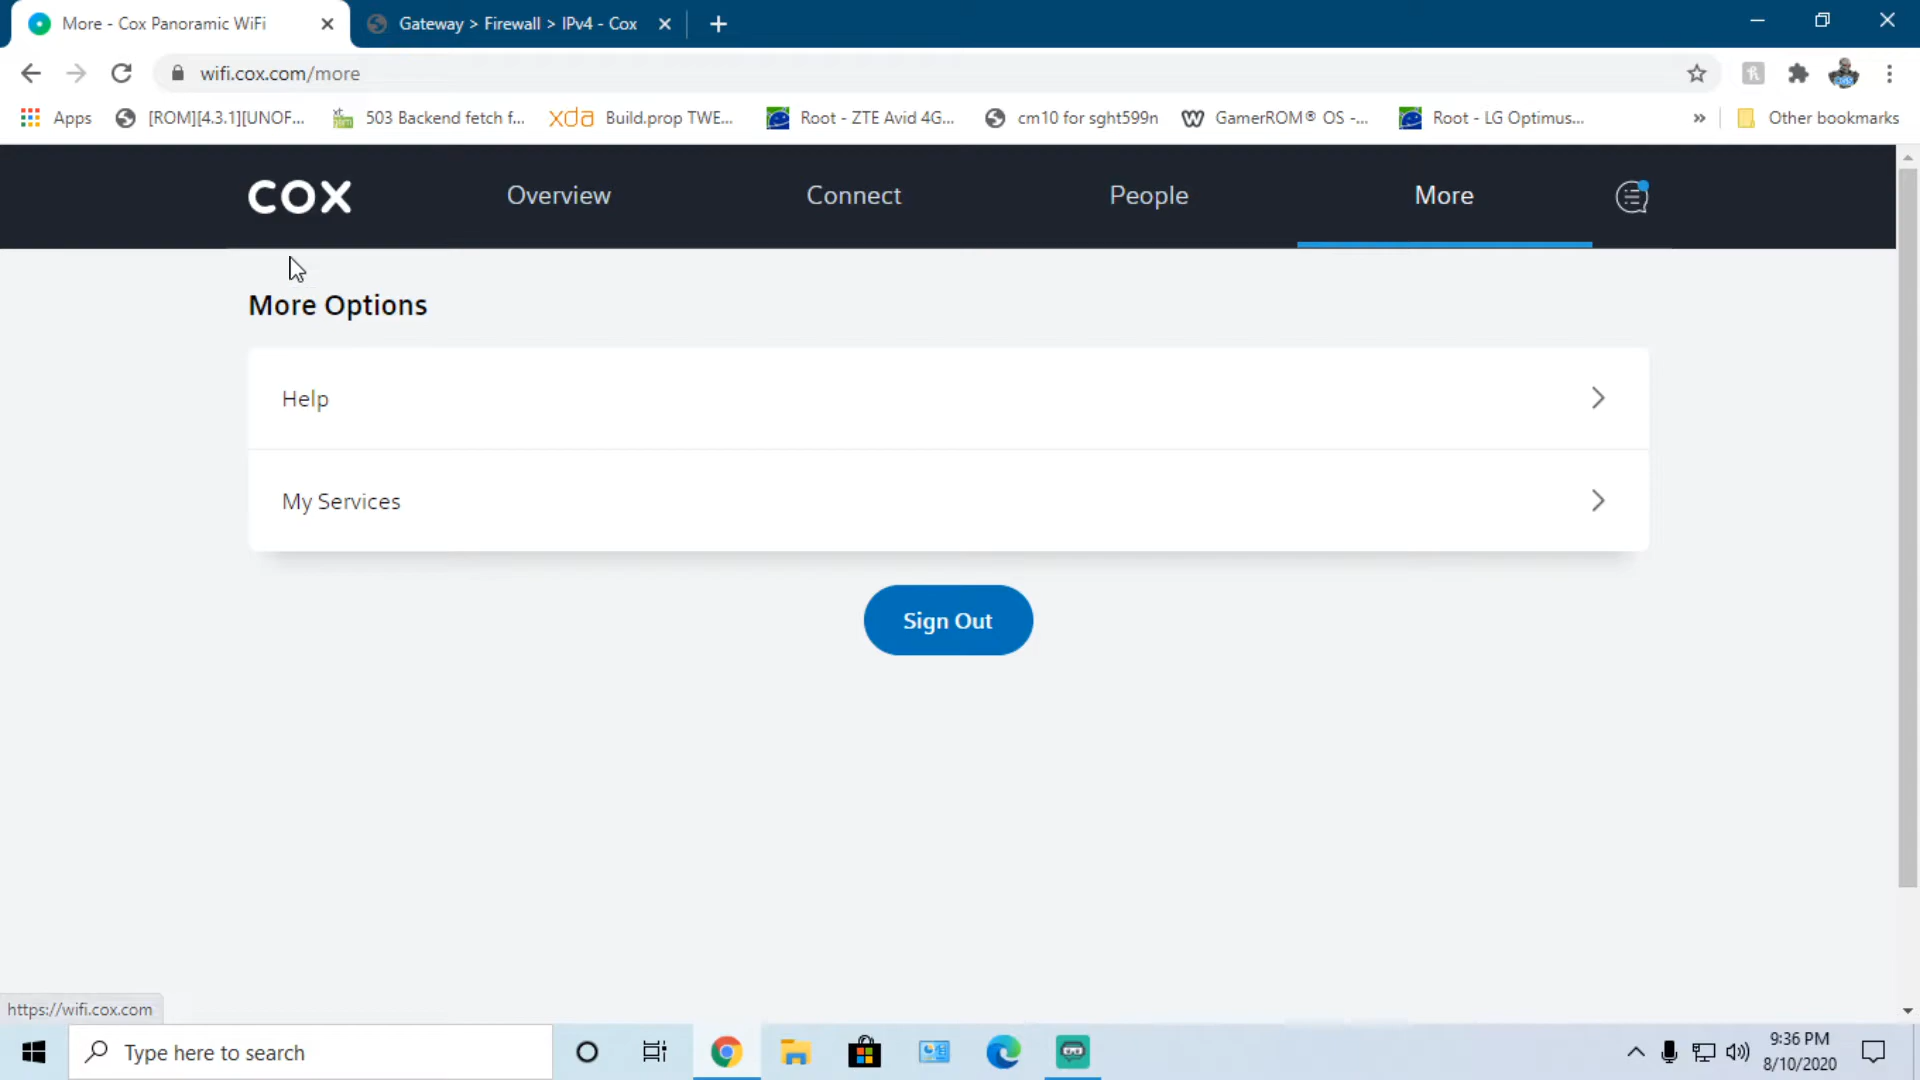 More - Cox Panoramic WiFi
Gateway > Firewall > IPv4 - Cox
wifi.cox.com/more
Apps
[ROM][4.3.1][UNOF...
503 Backend fetch f...
xda Build.prop TWE...
Root - ZTE Avid 4G...
cm10 for sght599n
W GamerROM® OS -...
Root - LG Optimus...
»
Other bookmarks
COX
Overview
Connect
People
More
More Options
Help
My Services
Sign Out
https://wifi.cox.com
Type here to search
9:36 PM
8/10/2020